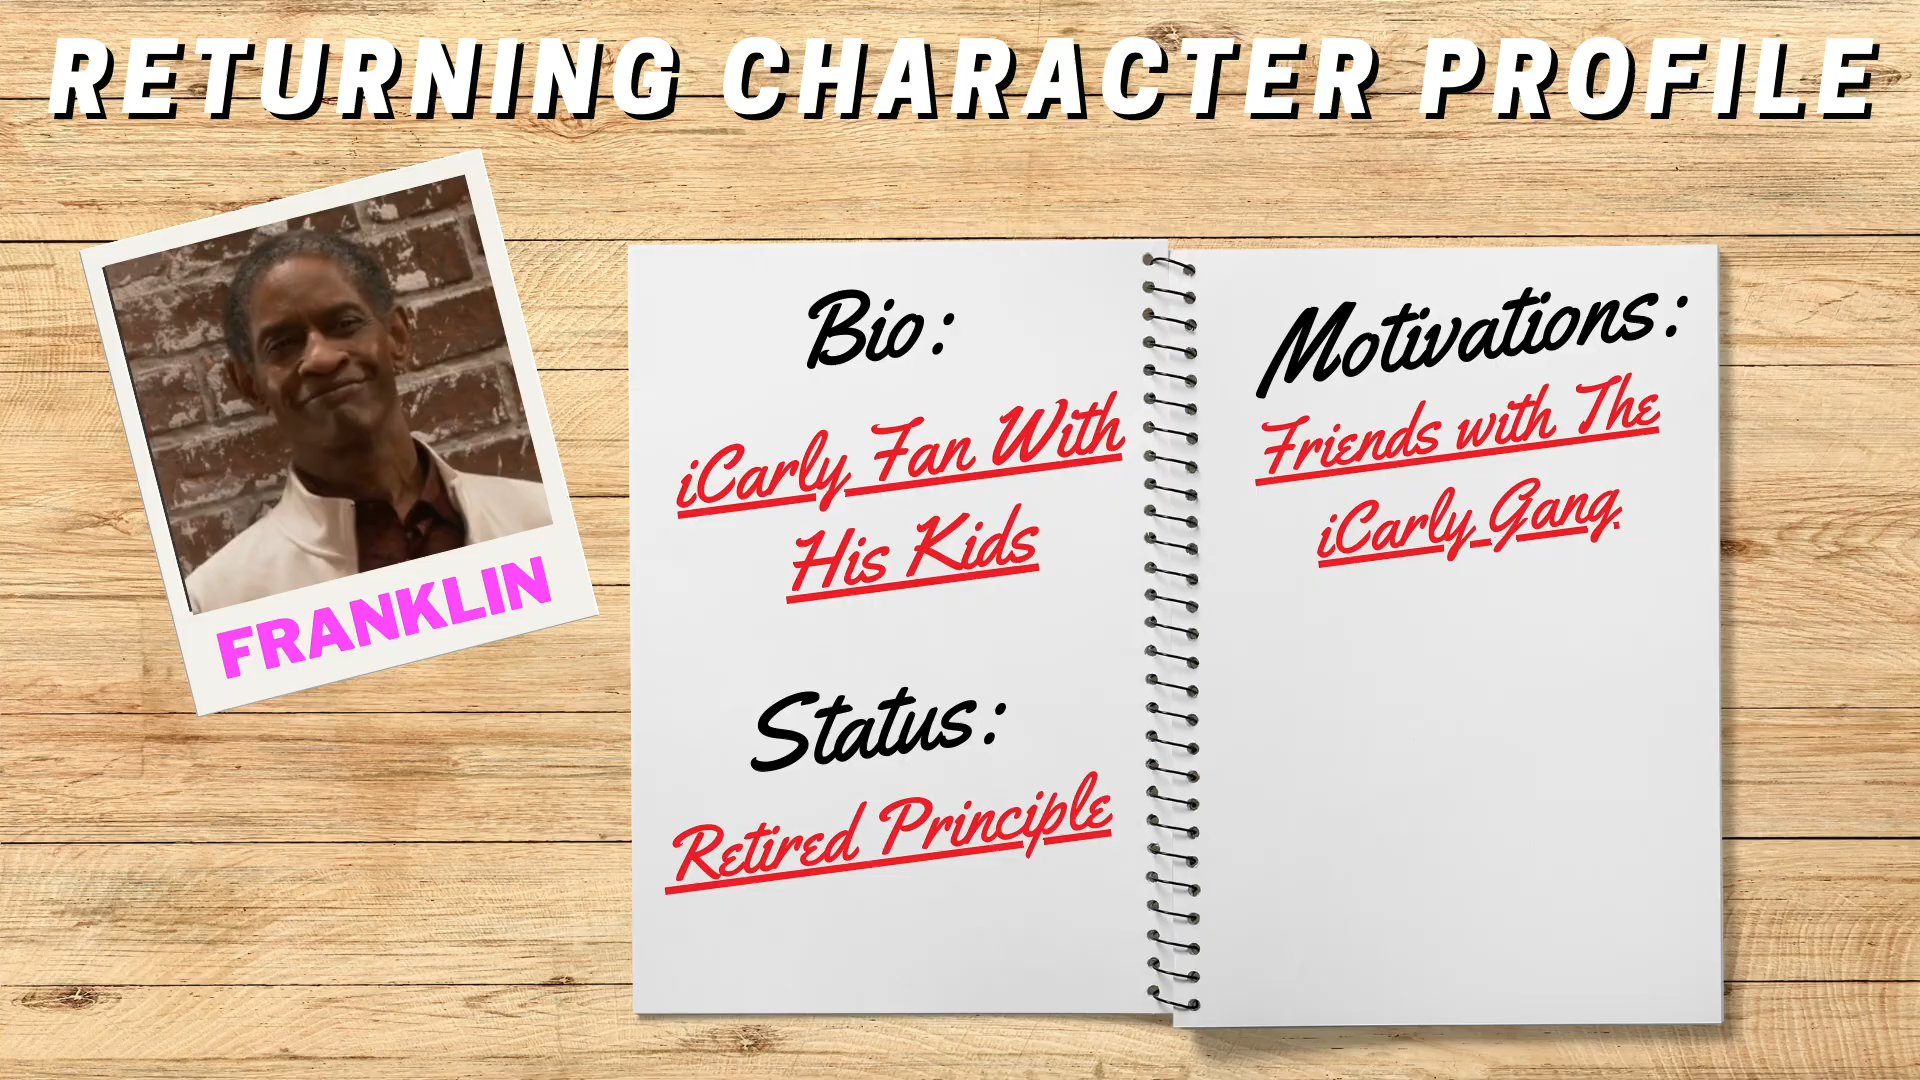 RETURNING CHARACTER PROFILE
FRANKLIN
Bio:
iCarly Fan With
His Kids
Status:
Retired Principle
Motivations:
Friends with The
iCarly Gang